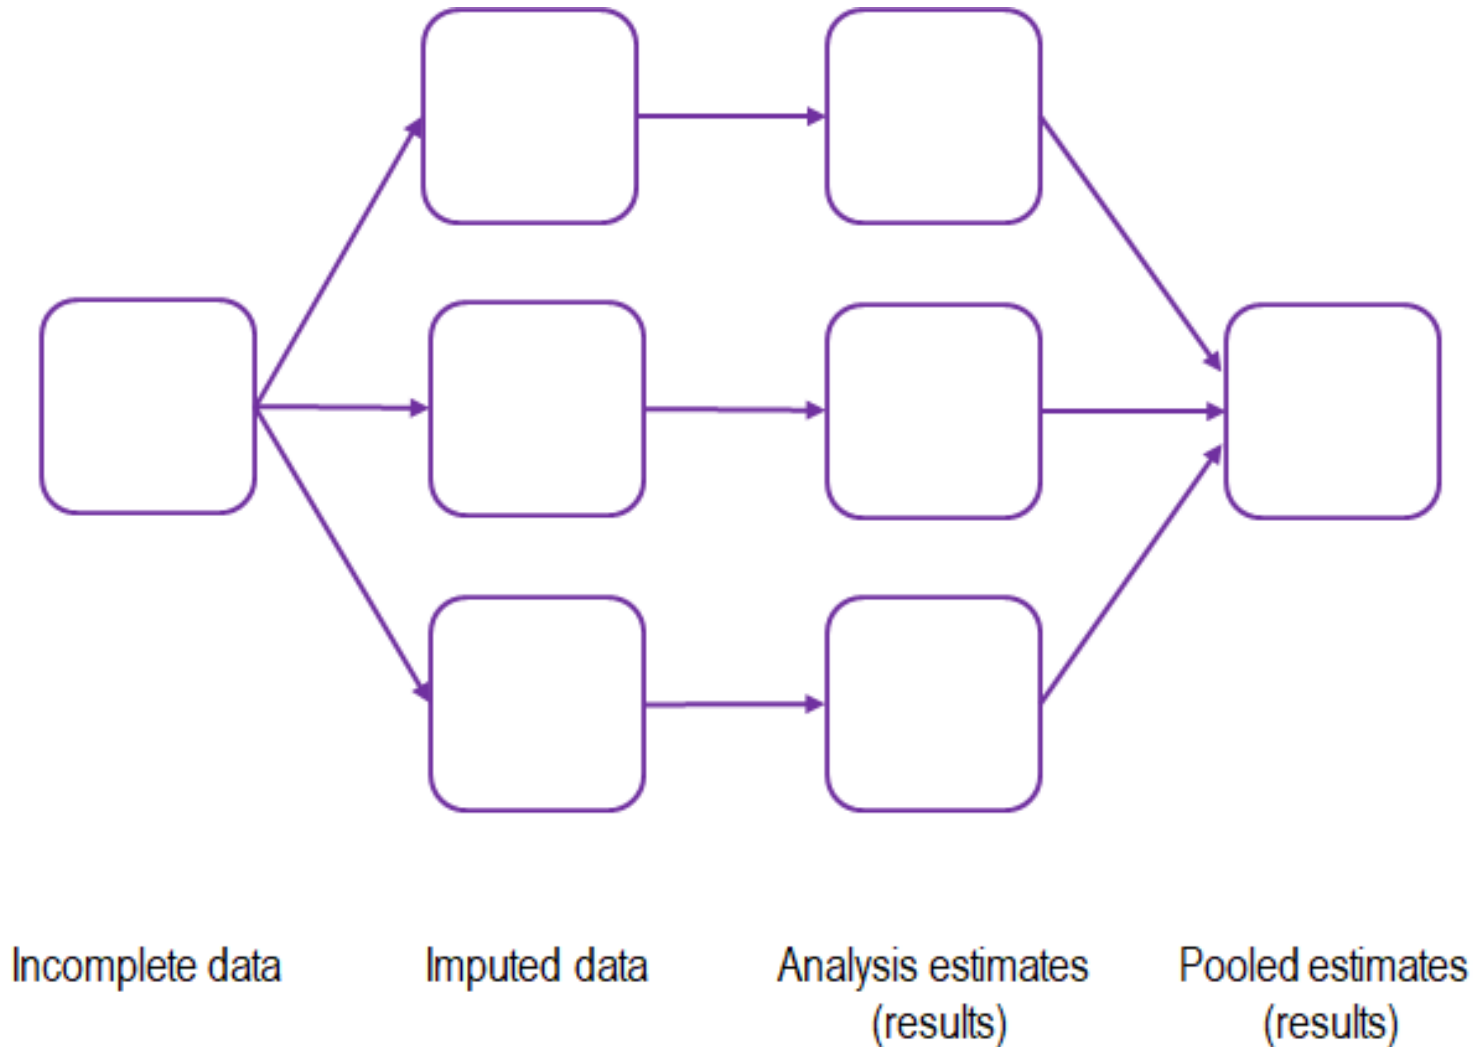 Incomplete data
Imputed data
Analysis estimates
(results)
Pooled estimates
(results)